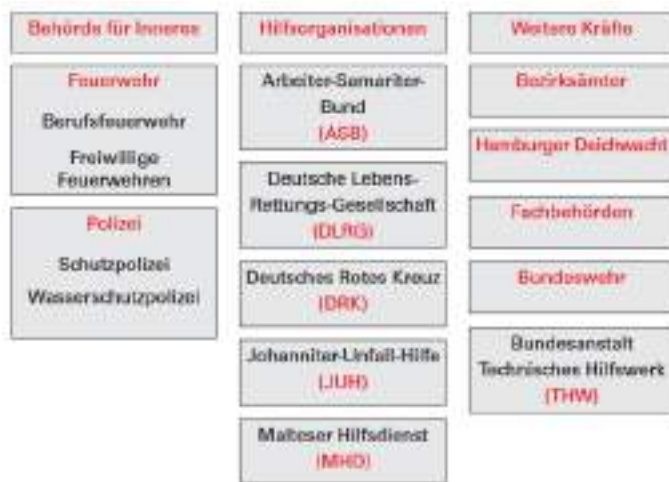 Behörde für Inneres
Feuerwehr
Berufsfeuerwehr
Freiwillige
Feuerwehren
Polizei
Schutzpolizei
Wasserschutzpolizei
Hilfsorganisationen
Arbeiter-Samariter-
Bund
(ASB)
Deutsche Lebens-
Rettungs-Gesellschaft
(DLRG)
Deutsches Rotes Kreuz
(DRK)
Johanniter-Unfall-Hilfe
(JUH)
Malteser Hilfsdienst
(MHD)
Weitere Kräfte
Bezirksämter
Hamburger Deichwacht
Fachbehörden
Bundeswehr
Bundesanstalt
Technisches Hilfswerk
(THW)